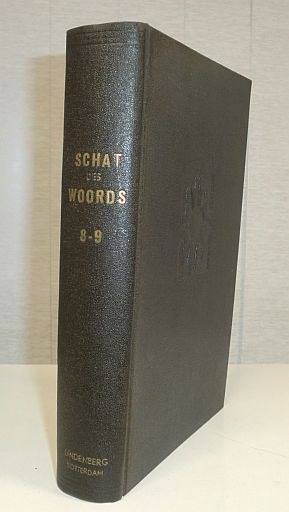 SCHAT
DES
WOORDS
8-9
LINDENBERG
ROTTERDAM